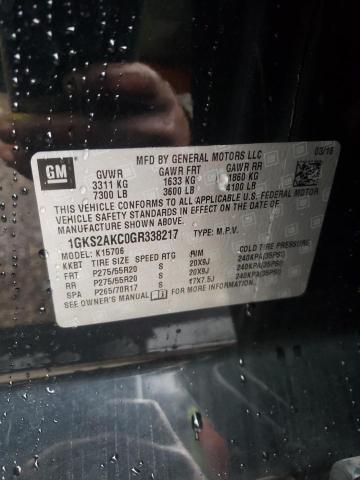 GM
MFD BY GENERAL MOTORS LLC 03/16
GVWR GAWR FRT GAWR RR
3311 KG 1633 KG 1860 KG
7300 LB 3600 LB 4100 LB
THIS VEHICLE CONFORMS TO ALL APPLICABLE U.S. FEDERAL MOTOR
VEHICLE SAFETY AND THEFT PREVENTION STANDARDS IN EFFECT ON THE DATE OF
MANUFACTURE SHOWN ABOVE.
1GKS2AKC0GR338217 TYPE: M.P.V.
MODEL: K15706
KKBT TIRE SIZE SPEED RTG RIM
FRT P275/55R20 S 20X9J 240KPA(35PSI)
RR P275/55R20 S 20X9J 240KPA(35PSI)
SPA P265/70R17 S 17X7.5J 240KPA(35PSI)
SEE OWNER'S MANUAL FOR MORE INFORMATION.